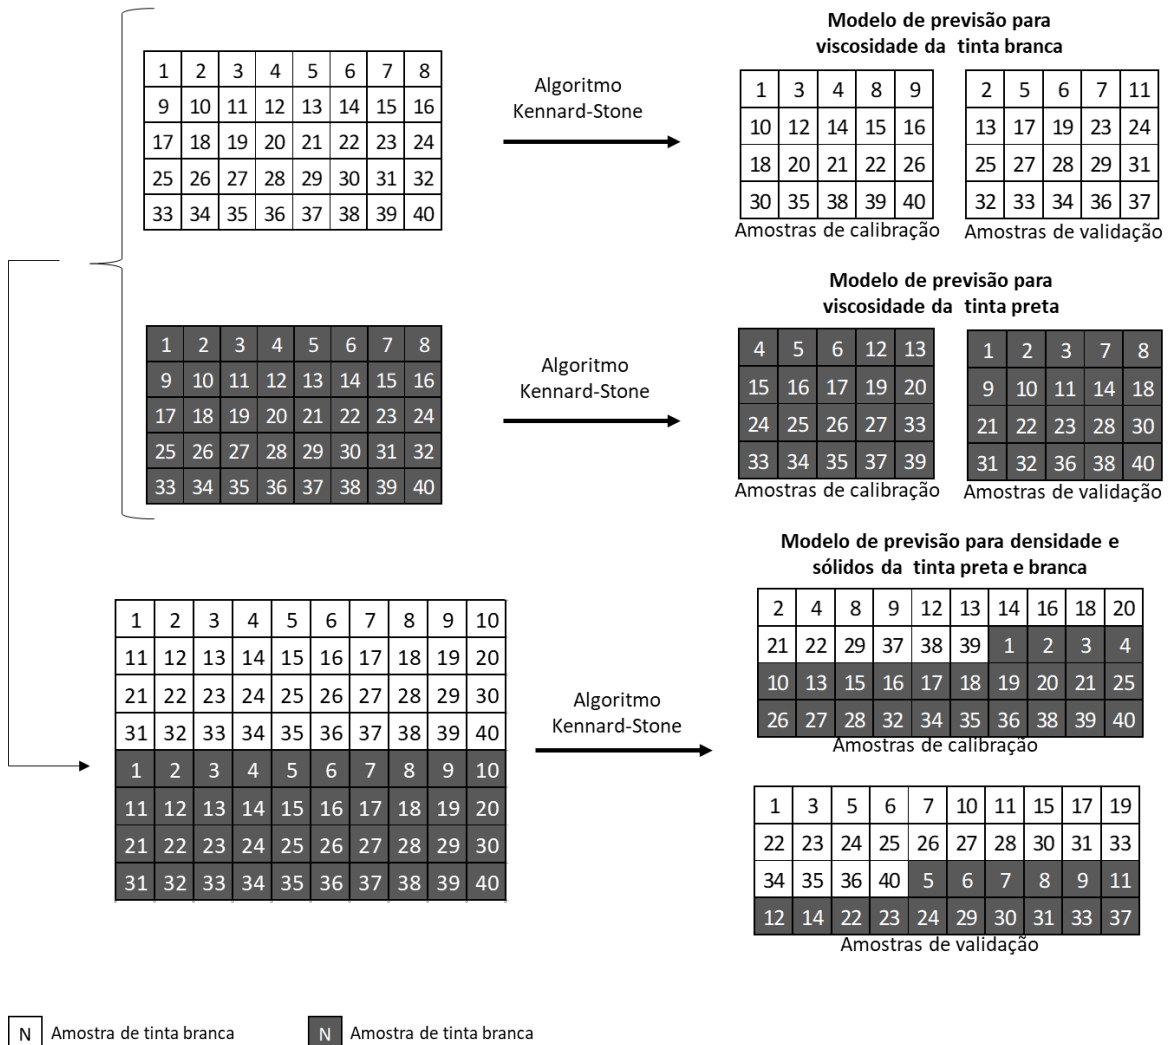 Modelo de previsão para
viscosidade da tinta branca
1 2 3 4 5 6 7 8
9 10 11 12 13 14 15 16
17 18 19 20 21 22 23 24
25 26 27 28 29 30 31 32
33 34 35 36 37 38 39 40
Algoritmo
Kennard-Stone
1 3 4 8 9
10 12 14 15 16
18 20 21 22 26
30 35 38 39 40
Amostras de calibração
2 5 6 7 11
13 17 19 23 24
25 27 28 29 31
32 33 34 36 37
Amostras de validação
Modelo de previsão para
viscosidade da tinta preta
1 2 3 4 5 6 7 8
9 10 11 12 13 14 15 16
17 18 19 20 21 22 23 24
25 26 27 28 29 30 31 32
33 34 35 36 37 38 39 40
Algoritmo
Kennard-Stone
4 5 6 12 13
15 16 17 19 20
24 25 26 27 33
33 34 35 37 39
Amostras de calibração
1 2 3 7 8
9 10 11 14 18
21 22 23 28 30
31 32 36 38 40
Amostras de validação
Modelo de previsão para densidade e
sólidos da tinta preta e branca
1 2 3 4 5 6 7 8 9 10
11 12 13 14 15 16 17 18 19 20
21 22 23 24 25 26 27 28 29 30
31 32 33 34 35 36 37 38 39 40
1 2 3 4 5 6 7 8 9 10
11 12 13 14 15 16 17 18 19 20
21 22 23 24 25 26 27 28 29 30
31 32 33 34 35 36 37 38 39 40
Algoritmo
Kennard-Stone
2 4 8 9 12 13 14 16 18 20
21 22 29 37 38 39 1 2 3 4
10 13 15 16 17 18 19 20 21 25
26 27 28 32 34 35 36 38 39 40
Amostras de calibração
1 3 5 6 7 10 11 15 17 19
22 23 24 25 26 27 28 30 31 33
34 35 36 40 5 6 7 8 9 11
12 14 22 23 24 29 30 31 33 37
Amostras de validação
N Amostra de tinta branca
N Amostra de tinta branca